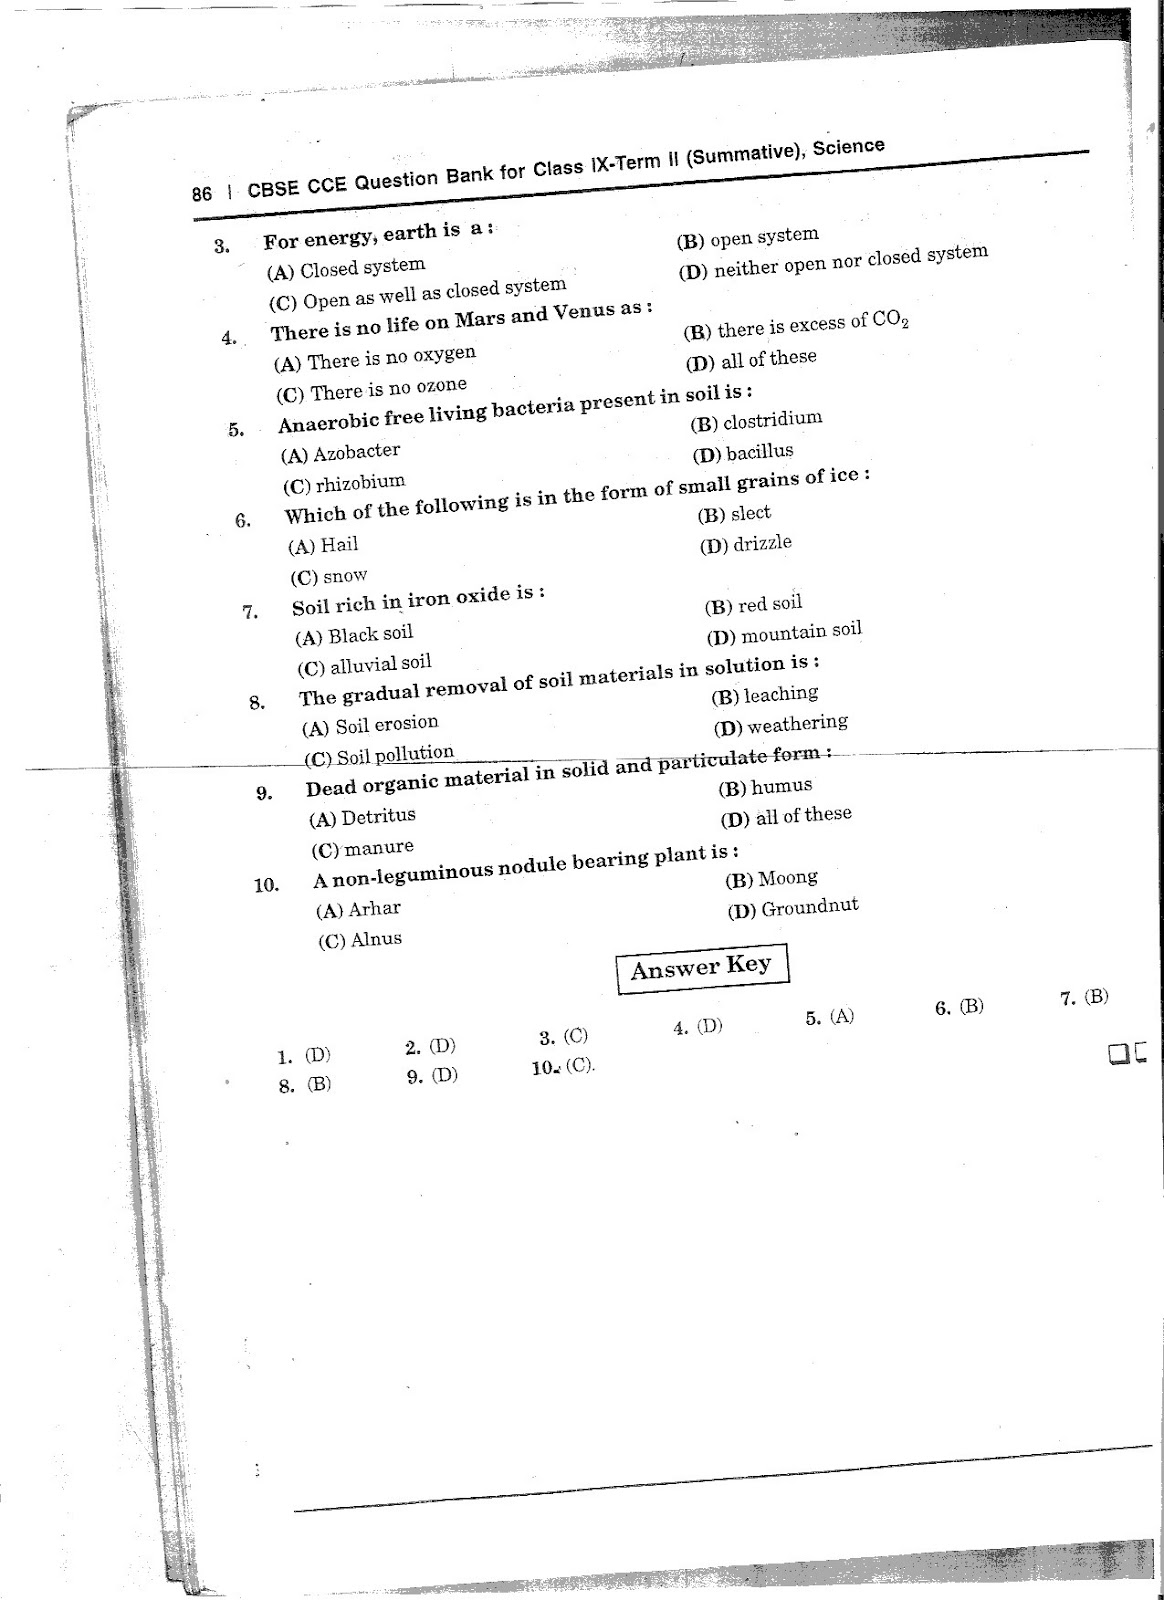 86 | CBSE CCE Question Bank for Class IX-Term II (Summative), Science
3. For energy, earth is a :
(A) Closed system (B) open system
(C) Open as well as closed system (D) neither open nor closed system
4. There is no life on Mars and Venus as :
(A) There is no oxygen (B) there is excess of CO₂
(C) There is no ozone (D) all of these
5. Anaerobic free living bacteria present in soil is :
(A) Azobacter (B) clostridium
(C) rhizobium (D) bacillus
6. Which of the following is in the form of small grains of ice :
(A) Hail (B) slect
(C) snow (D) drizzle
7. Soil rich in iron oxide is :
(A) Black soil (B) red soil
(C) alluvial soil (D) mountain soil
8. The gradual removal of soil materials in solution is :
(A) Soil erosion (B) leaching
(C) Soil pollution (D) weathering
9. Dead organic material in solid and particulate form :
(A) Detritus (B) humus
(C) manure (D) all of these
10. A non-leguminous nodule bearing plant is :
(A) Arhar (B) Moong
(C) Alnus (D) Groundnut
Answer Key
1. (D) 2. (D) 3. (C) 4. (D) 5. (A) 6. (B) 7. (B)
8. (B) 9. (D) 10. (C).